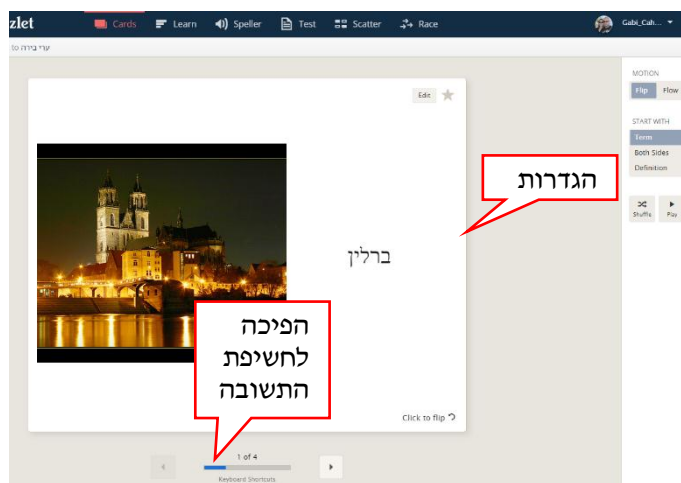 zlet Cards Learn Speller Test Scatter Race Gabi_Cah...
ערי בירה to
MOTION
Flip Flow
START WITH
Term
Both Sides
Definition
Shuffle Play
Edit
הגדרות
ברלין
הפיכה
לחשיפת
התשובה
Click to flip
1 of 4
Keyboard Shortcuts